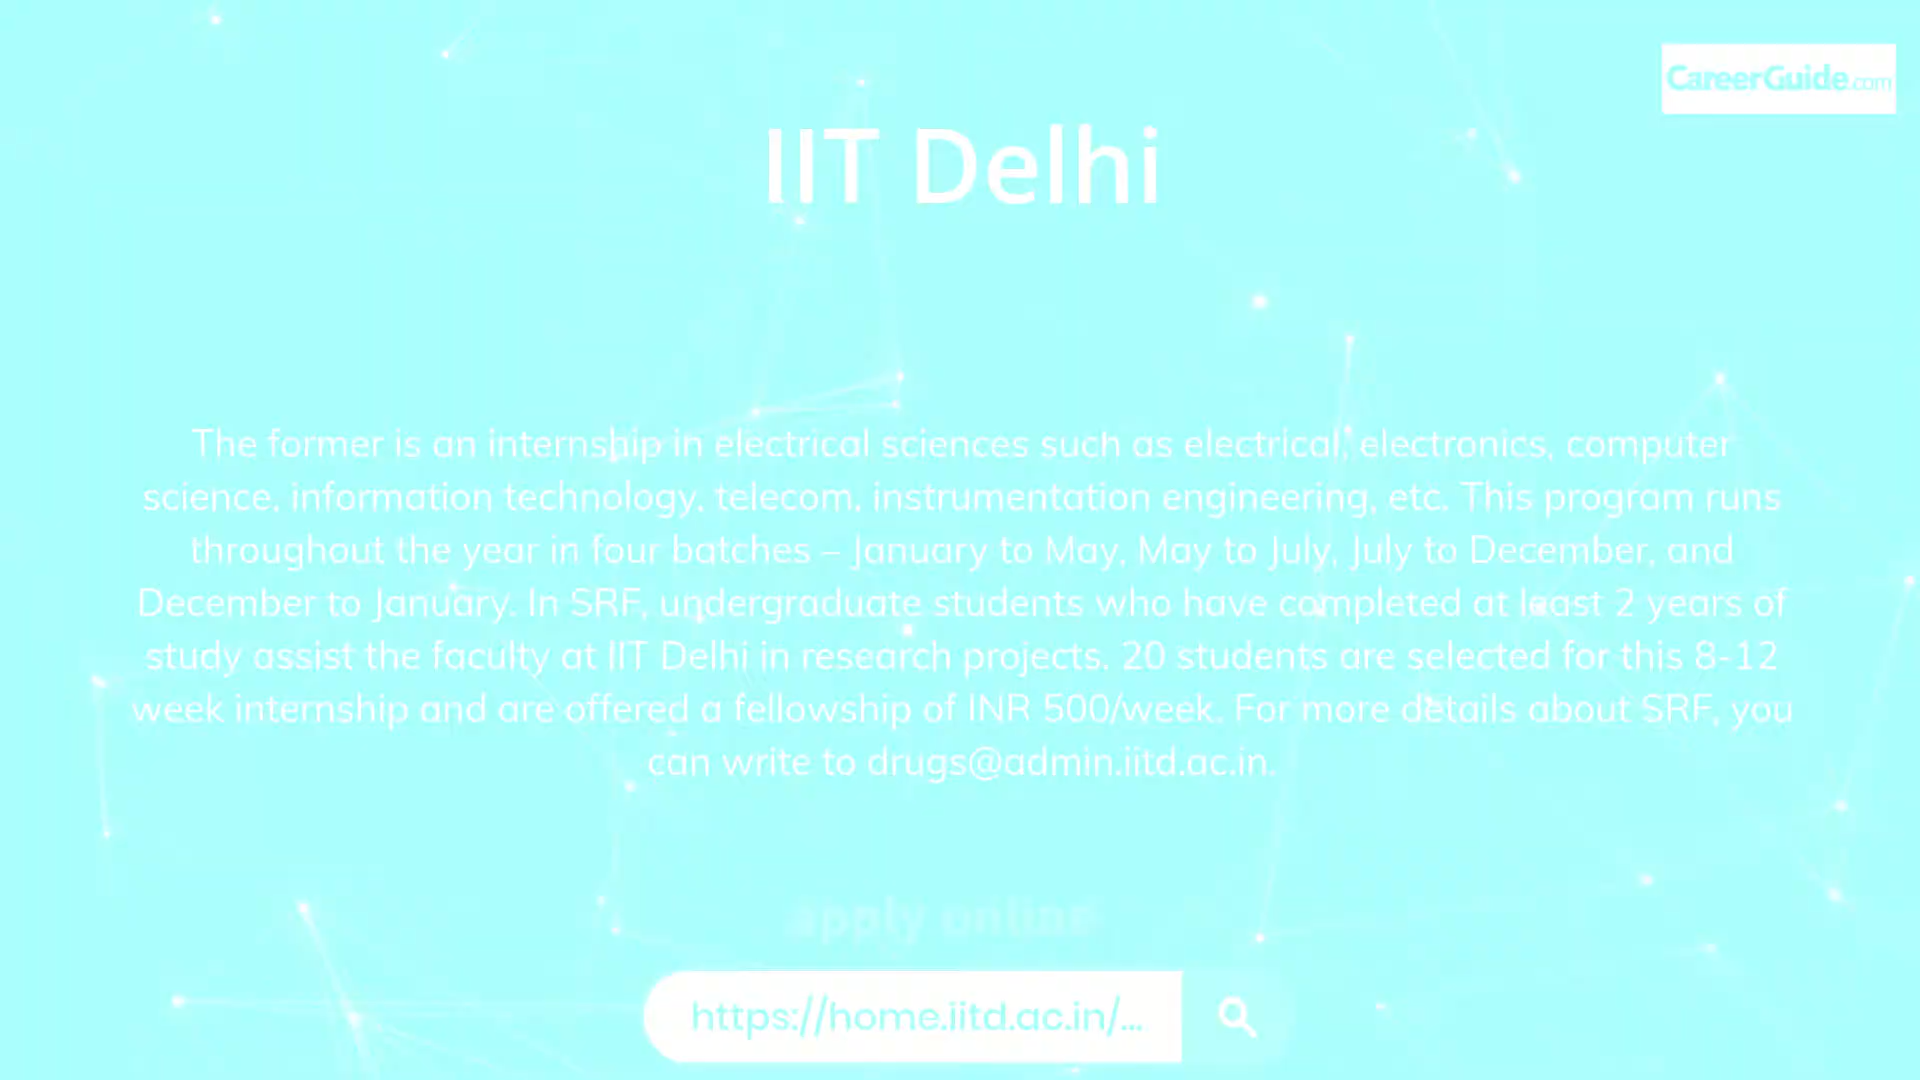 CareerGuide.com
IIT Delhi
The former is an internship in electrical sciences such as electrical, electronics, computer
science, information technology, telecom, instrumentation engineering, etc. This program runs
throughout the year in four batches – January to May, May to July, July to December, and
December to January. In SRF, undergraduate students who have completed at least 2 years of
study assist the faculty at IIT Delhi in research projects. 20 students are selected for this 8-12
week internship and are offered a fellowship of INR 500/week. For more details about SRF, you
can write to drugs@admin.iitd.ac.in.
apply online
https://home.iitd.ac.in/...